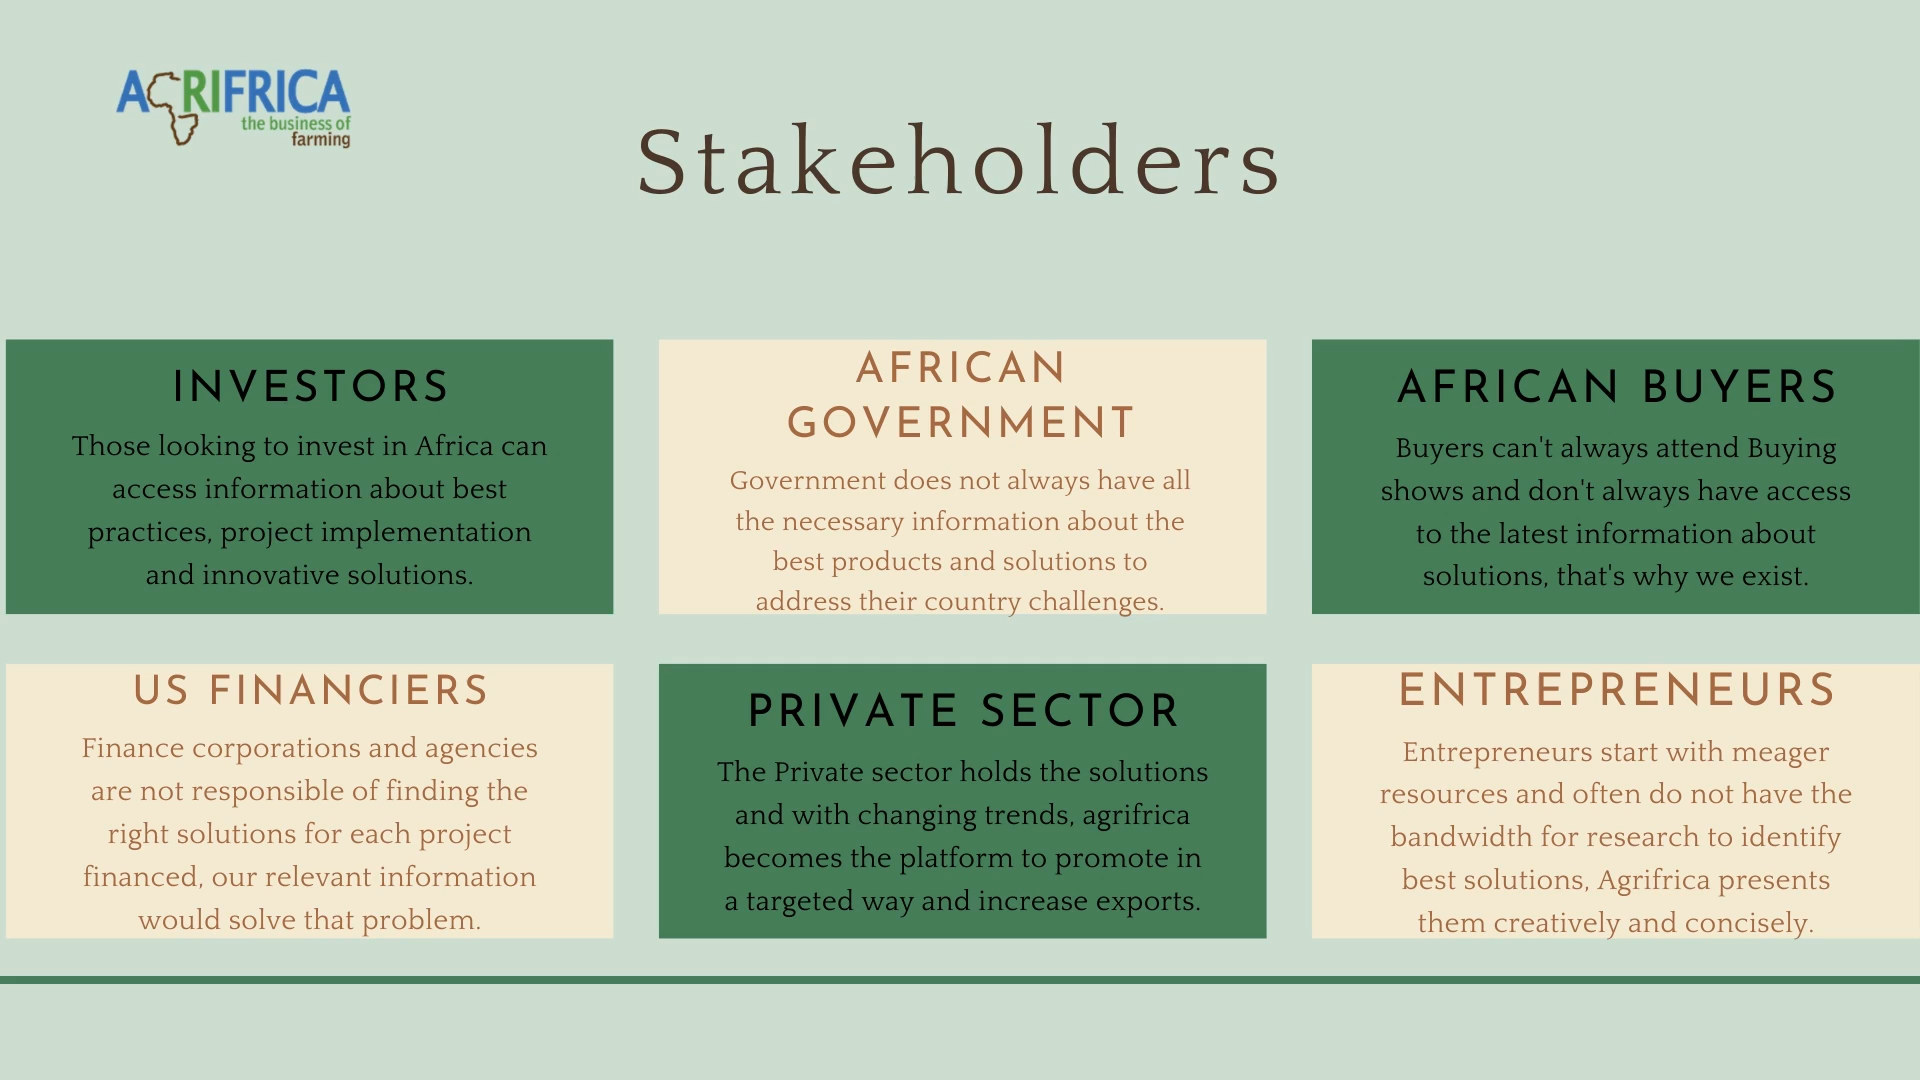 AGRIFRICA
the business of
farming
Stakeholders
INVESTORS
Those looking to invest in Africa can
access information about best
practices, project implementation
and innovative solutions.
AFRICAN
GOVERNMENT
Government does not always have all
the necessary information about the
best products and solutions to
address their country challenges.
AFRICAN BUYERS
Buyers can't always attend Buying
shows and don't always have access
to the latest information about
solutions, that's why we exist.
US FINANCIERS
Finance corporations and agencies
are not responsible of finding the
right solutions for each project
financed, our relevant information
would solve that problem.
PRIVATE SECTOR
The Private sector holds the solutions
and with changing trends, agrifrica
becomes the platform to promote in
a targeted way and increase exports.
ENTREPRENEURS
Entrepreneurs start with meager
resources and often do not have the
bandwidth for research to identify
best solutions, Agrifrica presents
them creatively and concisely.